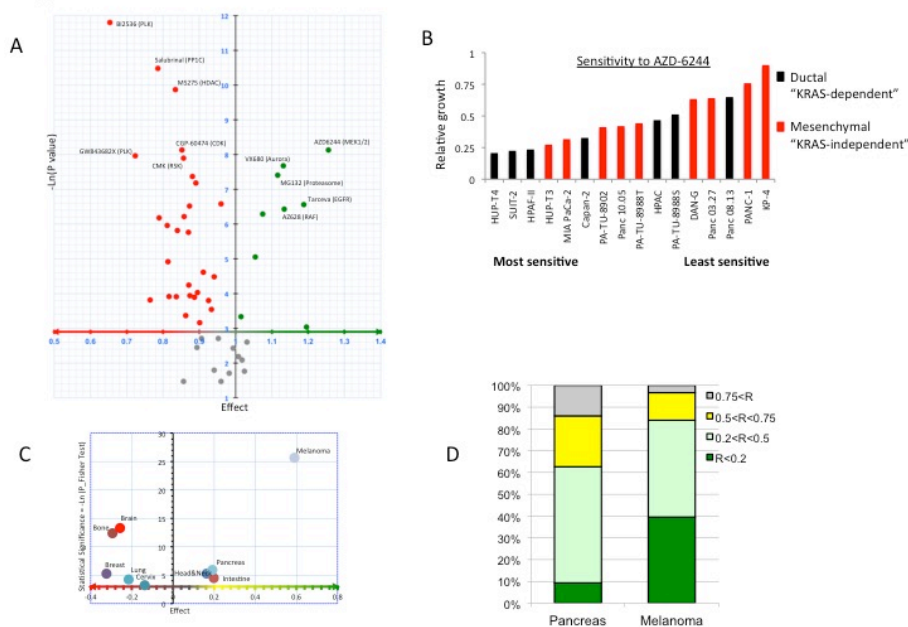 A
-Ln(P value)
12
11
10
9
8
7
6
5
4
3
2
1
BI2536 (PLK)
Salubrinal (PP1C)
MS275 (HDAC)
CGP-60474 (CDK)
GW843682X (PLK)
CMK (RSK)
AZD6244 (MEK1/2)
VX680 (Aurora)
MG132 (Proteasome)
Tarceva (EGFR)
AZ628 (RAF)
0.5 0.6 0.7 0.8 0.9 1 1.1 1.2 1.3 1.4
Effect
B
Sensitivity to AZD-6244
Relative growth
1
0.75
0.5
0.25
0
Ductal
“KRAS-dependent”
Mesenchymal
“KRAS-independent”
HUP-T4
SUIT-2
HPAF-II
HUP-T3
MIA PaCa-2
Capan-2
PA-TU-8902
Panc 10.05
PA-TU-8988T
HPAC
PA-TU-8988S
DAN-G
Panc 03.27
Panc 08.13
PANC-1
KP-4
Most sensitive Least sensitive
C
Statistical Significance = -Ln (P_Fisher Test)
30
25
20
15
10
5
0
Melanoma
Brain
Bone
Breast
Lung
Cervix
Head&Neck
Pancreas
Intestine
-0.4 -0.2 0 0.2 0.4 0.6 0.8
Effect
D
100%
90%
80%
70%
60%
50%
40%
30%
20%
10%
0%
0.75<R
0.5<R<0.75
0.2<R<0.5
R<0.2
Pancreas Melanoma